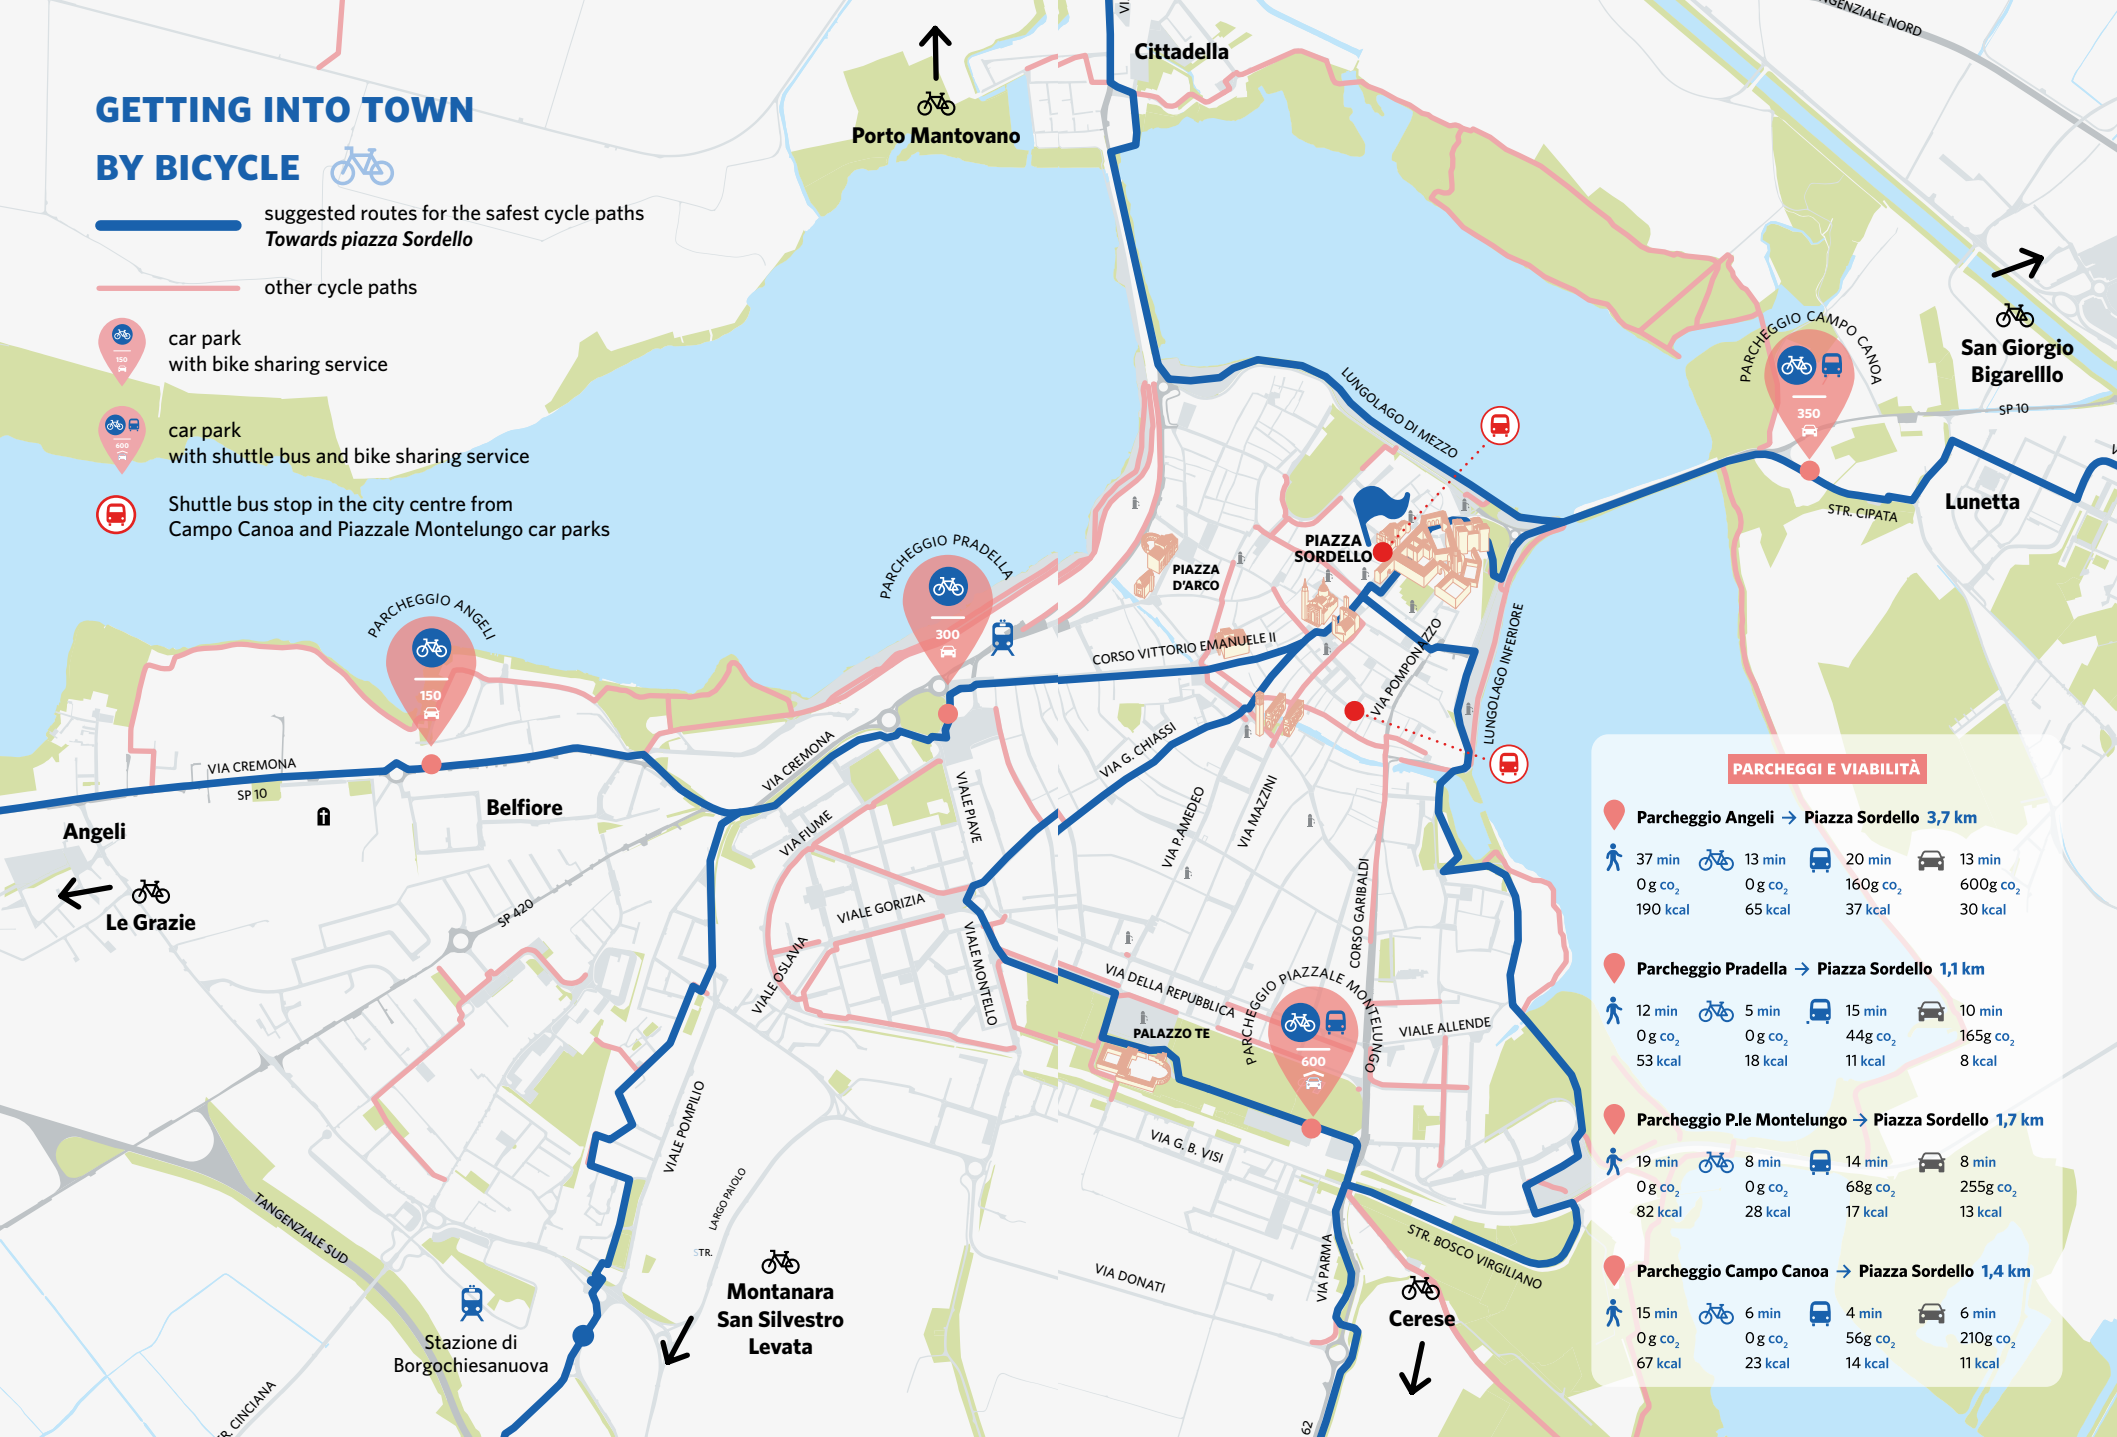 GETTING INTO TOWN
BY BICYCLE
suggested routes for the safest cycle paths
Towards piazza Sordello
other cycle paths
150
car park
with bike sharing service
600
car park
with shuttle bus and bike sharing service
Shuttle bus stop in the city centre from
Campo Canoa and Piazzale Montelungo car parks
Porto Mantovano
Cittadella
VI
GENZIALE NORD
PARCHEGGIO CAMPO CANOA
350
San Giorgio
Bigarelllo
SP 10
Lunetta
STR. CIPATA
LUNGOLAGO DI MEZZO
PIAZZA
SORDELLO
PIAZZA
D'ARCO
PARCHEGGIO PRADELLA
300
PARCHEGGIO ANGELI
150
CORSO VITTORIO EMANUELE II
VIA POMPONAZZO
LUNGOLAGO INFERIORE
VIA CREMONA
SP 10
Angeli
Belfiore
VIA CREMONA
VIA FIUME
VIALE PIAVE
VIA G. CHIASSI
VIA P. AMEDEO
VIA MAZZINI
CORSO GARIBALDI
Le Grazie
SP 420
VIALE GORIZIA
VIALE OSLAVIA
VIALE MONTELLO
VIA DELLA REPUBBLICA
PARCHEGGIO PIAZZALE MONTELLUNGO
600
VIALE ALLENDE
PALAZZO TE
VIA G. B. VISI
VIALE POMPILIO
LARGO PAIOLO
STR.
TANGENZIALE SUD
VIA DONATI
VIA PARMA
STR. BOSCO VIRGILIANO
Montanara
San Silvestro
Levata
Cerese
Stazione di
Borgochiesanuova
R. CINCIANA
62
PARCHEGGI E VIABILITÀ
Parcheggio Angeli → Piazza Sordello 3,7 km
37 min 13 min 20 min 13 min
0 g co2 0 g co2 160g co2 600g co2
190 kcal 65 kcal 37 kcal 30 kcal
Parcheggio Pradella → Piazza Sordello 1,1 km
12 min 5 min 15 min 10 min
0 g co2 0 g co2 44g co2 165g co2
53 kcal 18 kcal 11 kcal 8 kcal
Parcheggio P.le Montelungo → Piazza Sordello 1,7 km
19 min 8 min 14 min 8 min
0 g co2 0 g co2 68g co2 255g co2
82 kcal 28 kcal 17 kcal 13 kcal
Parcheggio Campo Canoa → Piazza Sordello 1,4 km
15 min 6 min 4 min 6 min
0 g co2 0 g co2 56g co2 210g co2
67 kcal 23 kcal 14 kcal 11 kcal